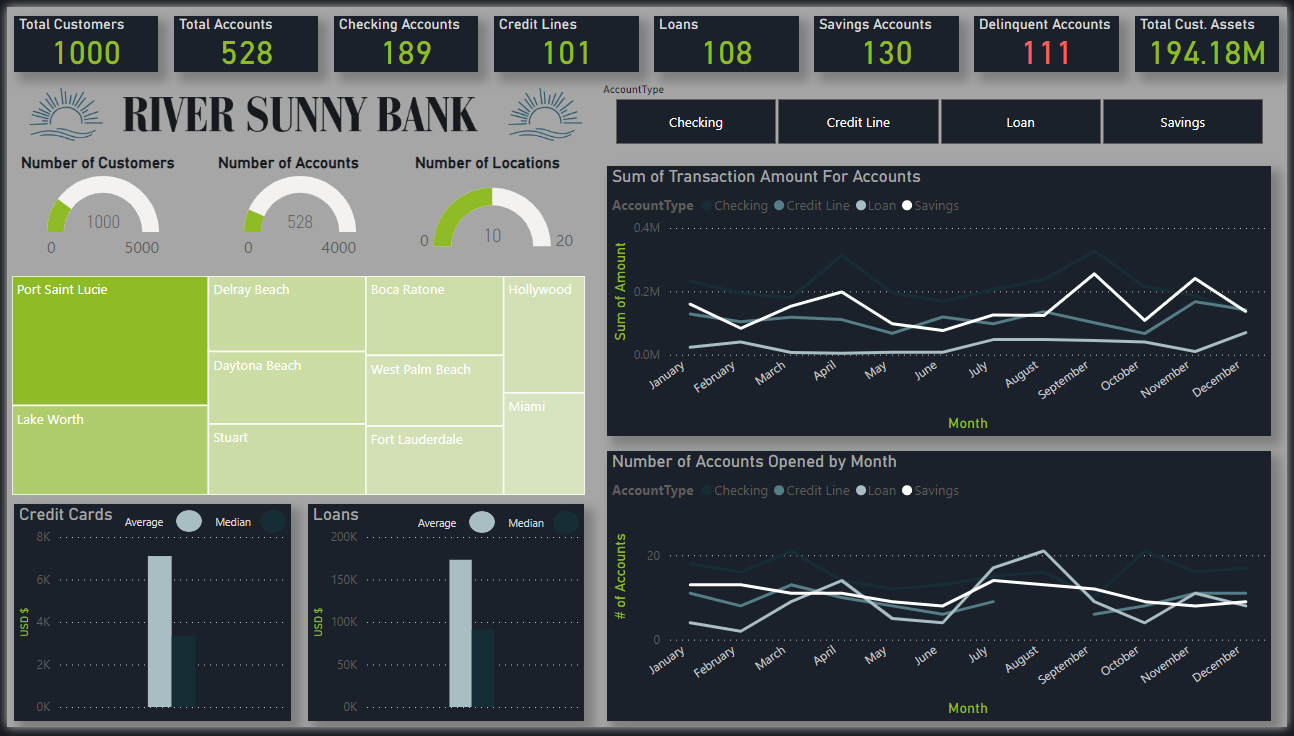 Total Customers
1000
Total Accounts
528
Checking Accounts
189
Credit Lines
101
Loans
108
Savings Accounts
130
Delinquent Accounts
111
Total Cust. Assets
194.18M
RIVER SUNNY BANK
AccountType
Checking
Credit Line
Loan
Savings
Number of Customers
1000
0
5000
Number of Accounts
528
0
4000
Number of Locations
10
0
20
Port Saint Lucie
Lake Worth
Delray Beach
Daytona Beach
Stuart
Boca Ratone
West Palm Beach
Fort Lauderdale
Hollywood
Miami
Credit Cards
Average
Median
8K
6K
4K
2K
0K
USD $
Loans
Average
Median
200K
150K
100K
50K
0K
USD $
Sum of Transaction Amount For Accounts
AccountType Checking Credit Line Loan Savings
0.4M
0.2M
0.0M
Sum of Amount
January February March April May June July August September October November December
Month
Number of Accounts Opened by Month
AccountType Checking Credit Line Loan Savings
20
0
# of Accounts
January February March April May June July August September October November December
Month